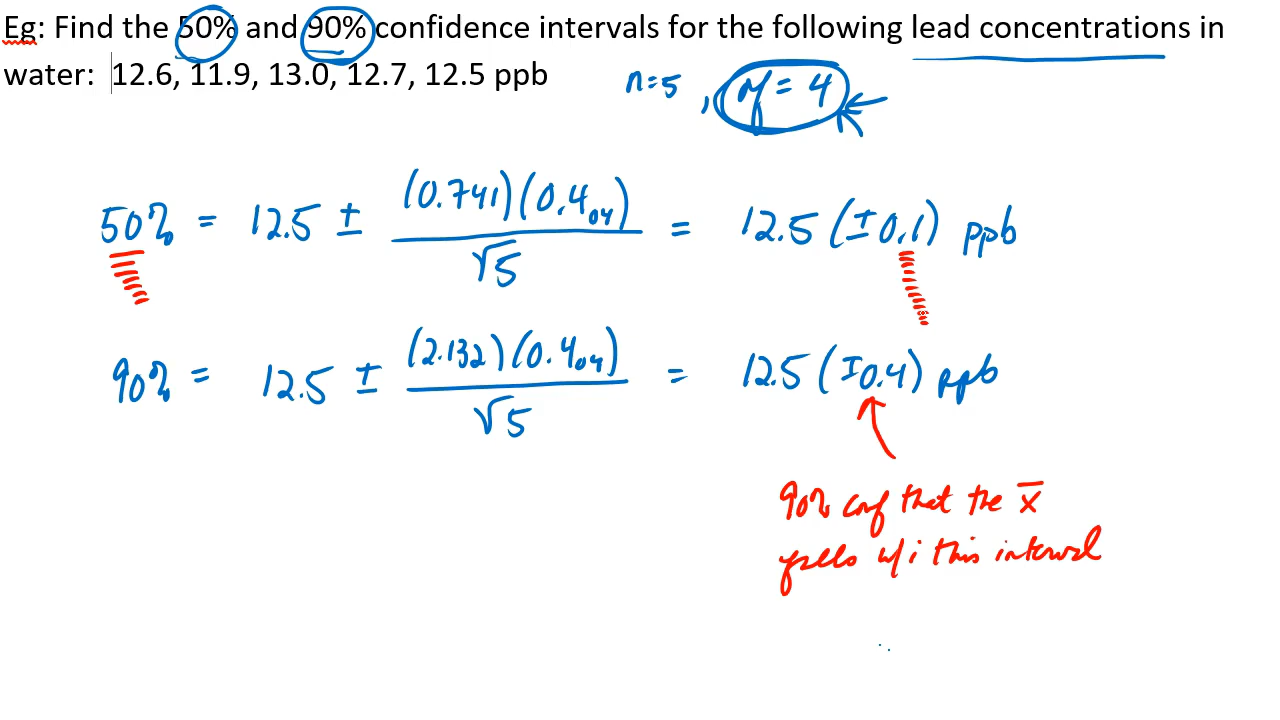 Eg: Find the 50% and 90% confidence intervals for the following lead concentrations in
water: 12.6, 11.9, 13.0, 12.7, 12.5 ppb
n=5, = 4
50% = 12.5 ± (0.741)(0.404) / √5 = 12.5 (±0.1) ppb
90% = 12.5 ± (2.132)(0.404) / √5 = 12.5 (±0.4) ppb
90% conf that the x̄
falls w/i this interval